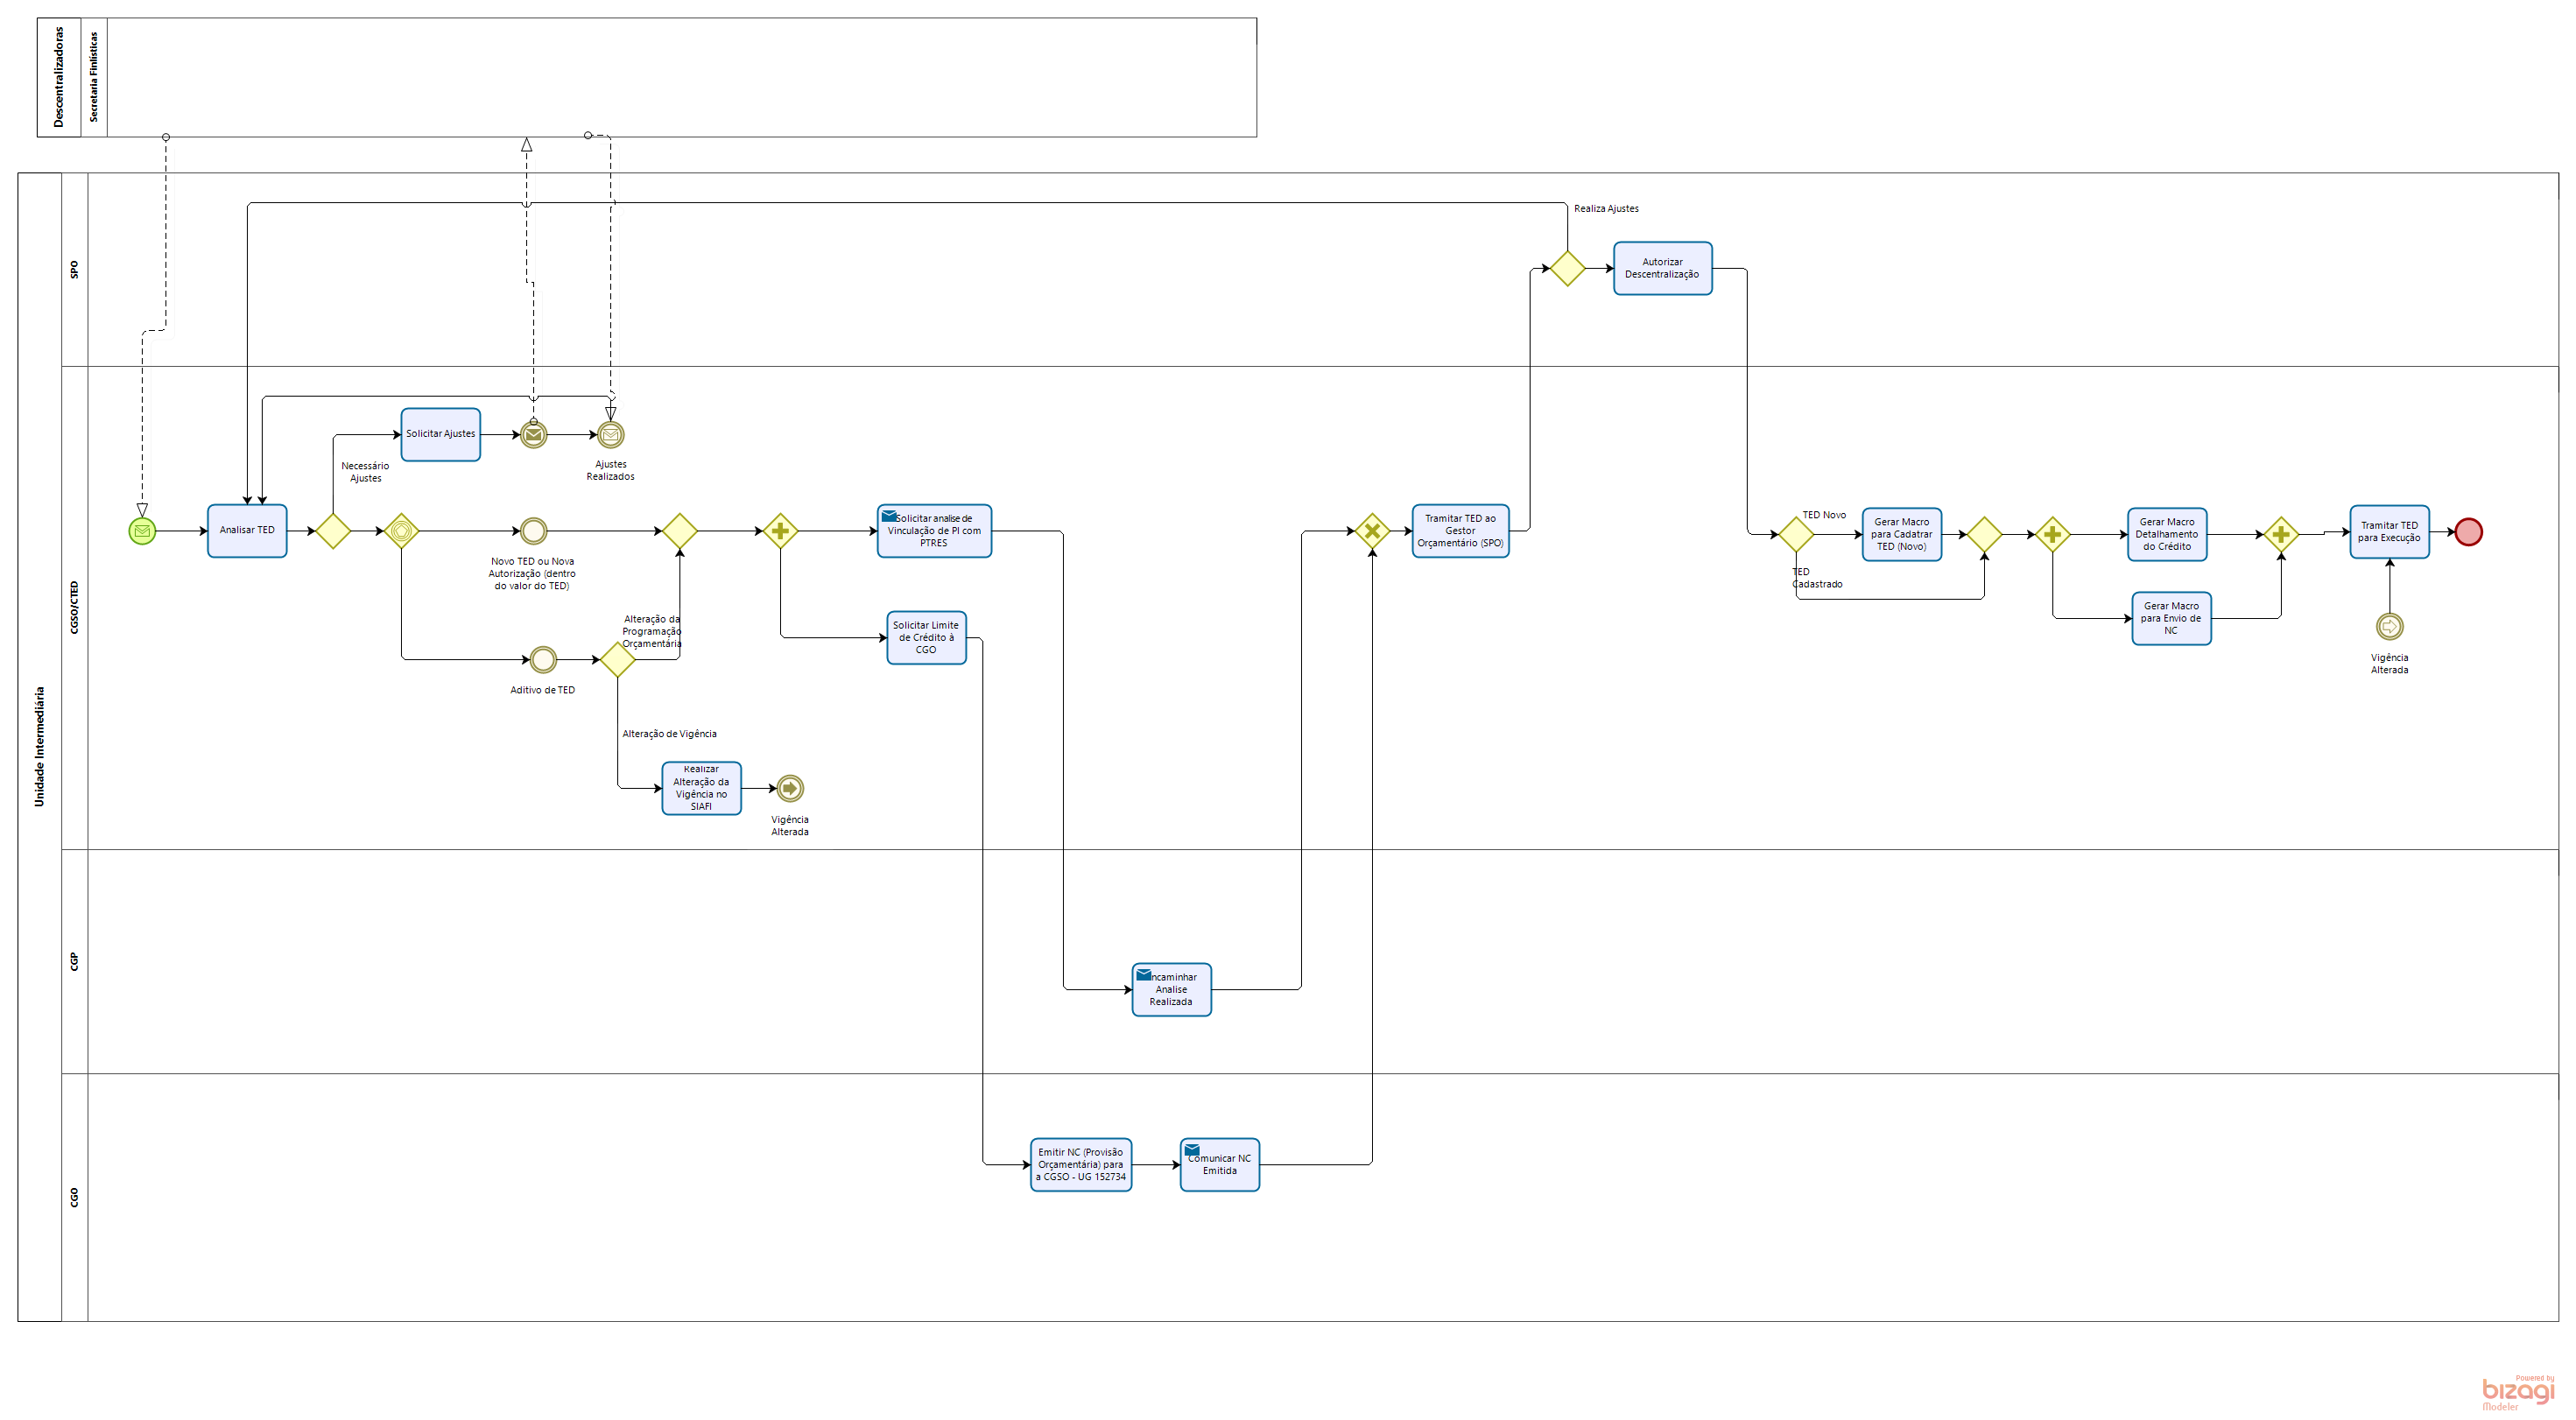 Descentralizadoras
Secretaria Finlísticas
Unidade Intermediária
SPO
Realiza Ajustes
Autorizar
Descentralização
CGSO/CTED
Solicitar Ajustes
Necessário
Ajustes
Ajustes
Realizados
Analisar TED
Novo TED ou Nova
Autorização (dentro
do valor do TED)
Alteração da
Programação
Orçamentária
Aditivo de TED
Alteração de Vigência
Realizar
Alteração da
Vigência no
SIAFI
Vigência
Alterada
Solicitar analise de
Vinculação de PI com
PTRES
Solicitar Limite
de Crédito à
CGO
Tramitar TED ao
Gestor
Orçamentário (SPO)
TED Novo
TED
Cadastrado
Gerar Macro
para Cadatrar
TED (Novo)
Gerar Macro
Detalhamento
do Crédito
Gerar Macro
para Envio de
NC
Tramitar TED
para Execução
Vigência
Alterada
CGP
ncaminhar
Analise
Realizada
CGO
Emitir NC (Provisão
Orçamentária) para
a CGSO - UG 152734
Comunicar NC
Emitida
Powered by
bizagi
Modeler